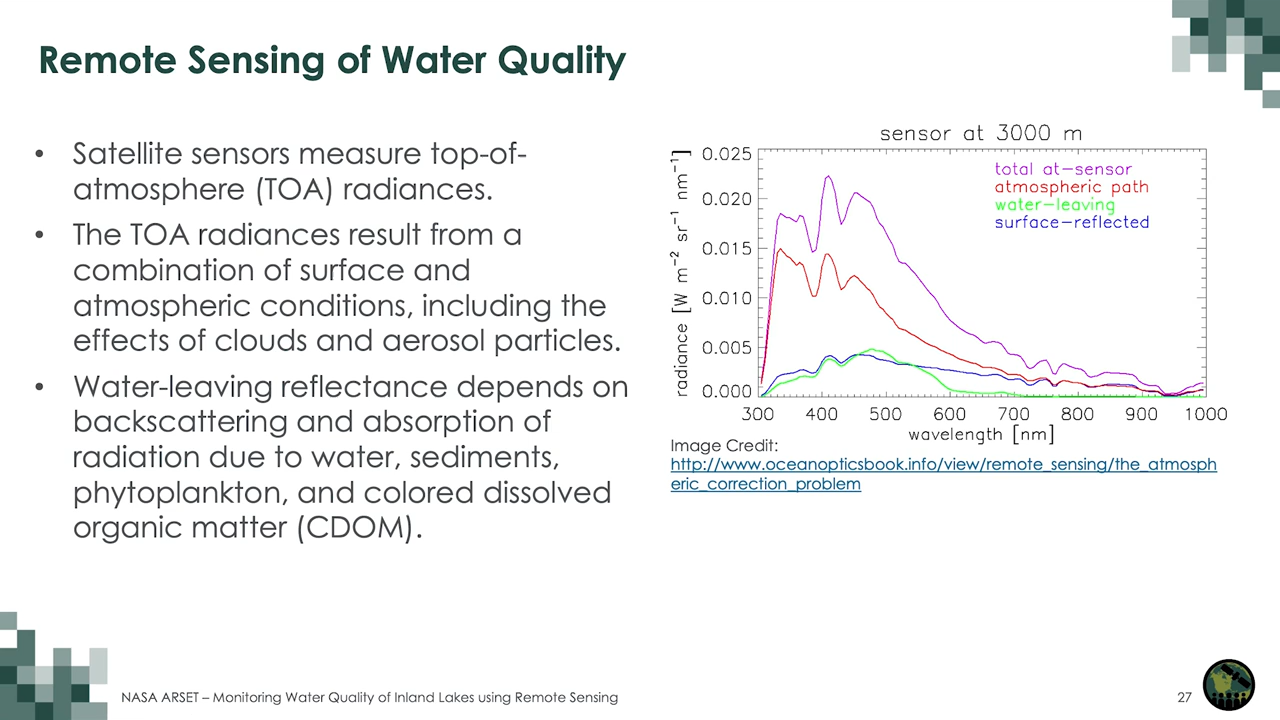 Remote Sensing of Water Quality
• Satellite sensors measure top-of-
atmosphere (TOA) radiances.
• The TOA radiances result from a
combination of surface and
atmospheric conditions, including the
effects of clouds and aerosol particles.
• Water-leaving reflectance depends on
backscattering and absorption of
radiation due to water, sediments,
phytoplankton, and colored dissolved
organic matter (CDOM).
sensor at 3000 m
total at-sensor
atmospheric path
water-leaving
surface-reflected
radiance [W m⁻² sr⁻¹ nm⁻¹]
0.025
0.020
0.015
0.010
0.005
0.000
300 400 500 600 700 800 900 1000
wavelength [nm]
Image Credit:
http://www.oceanopticsbook.info/view/remote_sensing/the_atmosph
eric_correction_problem
NASA ARSET – Monitoring Water Quality of Inland Lakes using Remote Sensing
27